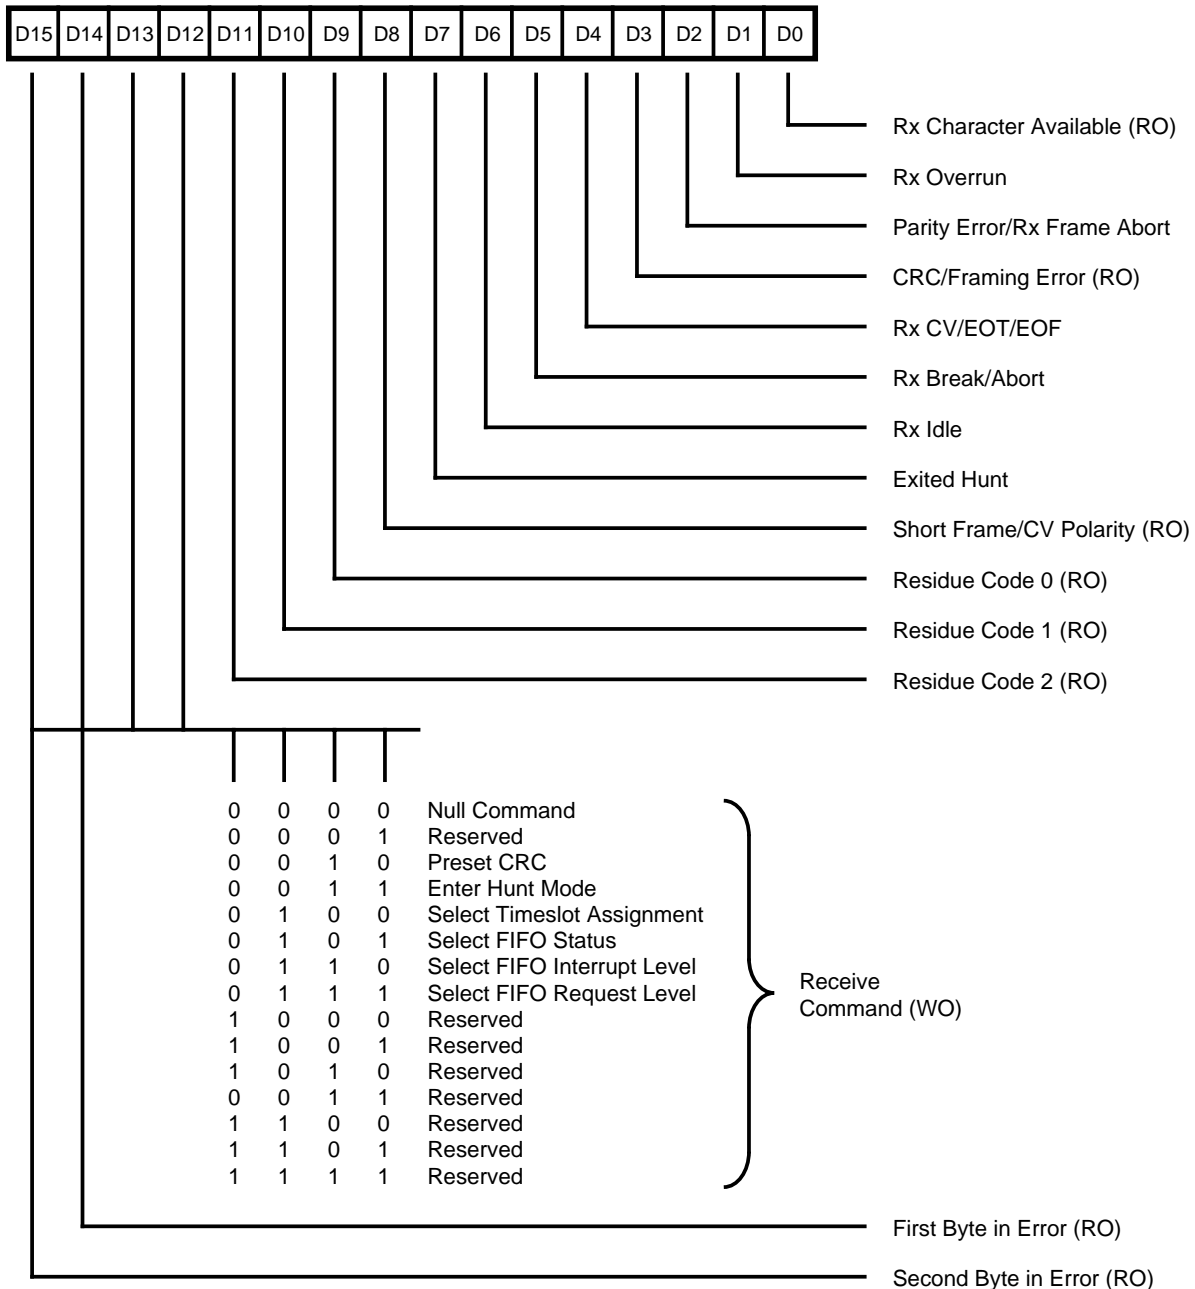 D15 D14 D13 D12 D11 D10 D9 D8 D7 D6 D5 D4 D3 D2 D1 D0
Rx Character Available (RO)
Rx Overrun
Parity Error/Rx Frame Abort
CRC/Framing Error (RO)
Rx CV/EOT/EOF
Rx Break/Abort
Rx Idle
Exited Hunt
Short Frame/CV Polarity (RO)
Residue Code 0 (RO)
Residue Code 1 (RO)
Residue Code 2 (RO)
0 0 0 0 Null Command
0 0 0 1 Reserved
0 0 1 0 Preset CRC
0 0 1 1 Enter Hunt Mode
0 1 0 0 Select Timeslot Assignment
0 1 0 1 Select FIFO Status
0 1 1 0 Select FIFO Interrupt Level
0 1 1 1 Select FIFO Request Level
1 0 0 0 Reserved
1 0 0 1 Reserved
1 0 1 0 Reserved
0 0 1 1 Reserved
1 1 0 0 Reserved
1 1 0 1 Reserved
1 1 1 1 Reserved
Receive
Command (WO)
First Byte in Error (RO)
Second Byte in Error (RO)